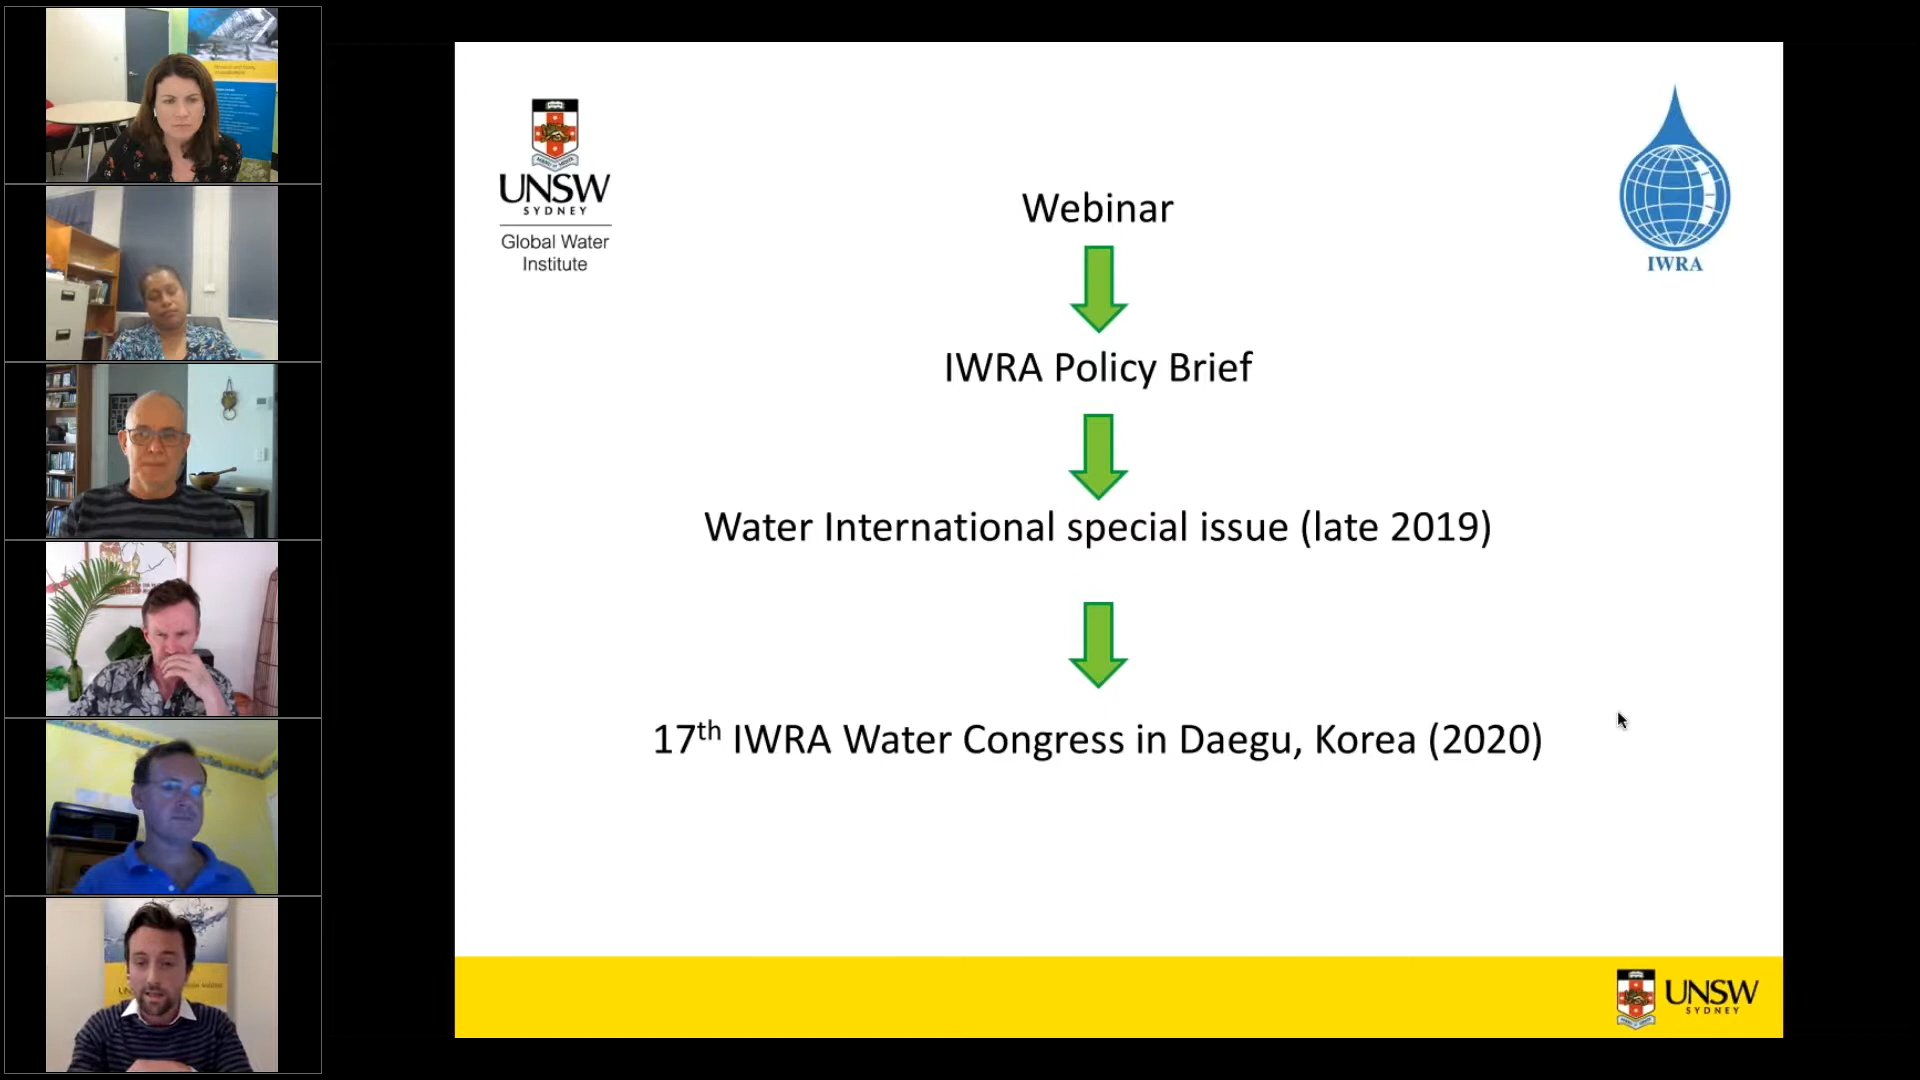 UNSW
SYDNEY
Global Water
Institute
IWRA
Webinar
IWRA Policy Brief
Water International special issue (late 2019)
17th IWRA Water Congress in Daegu, Korea (2020)
UNSW
SYDNEY